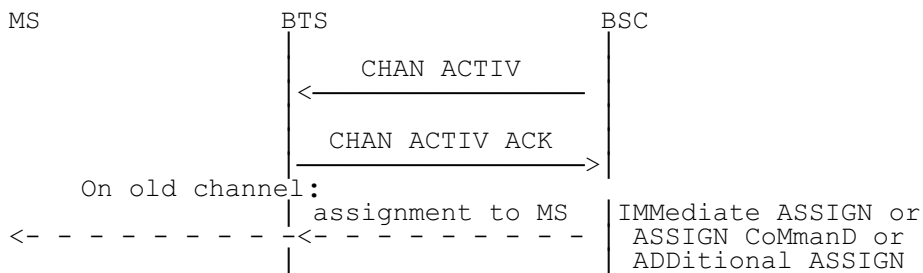 MS BTS BSC
CHAN ACTIV
CHAN ACTIV ACK
On old channel:
assignment to MS IMMediate ASSIGN or
ASSIGN CoMmanD or
ADDitional ASSIGN